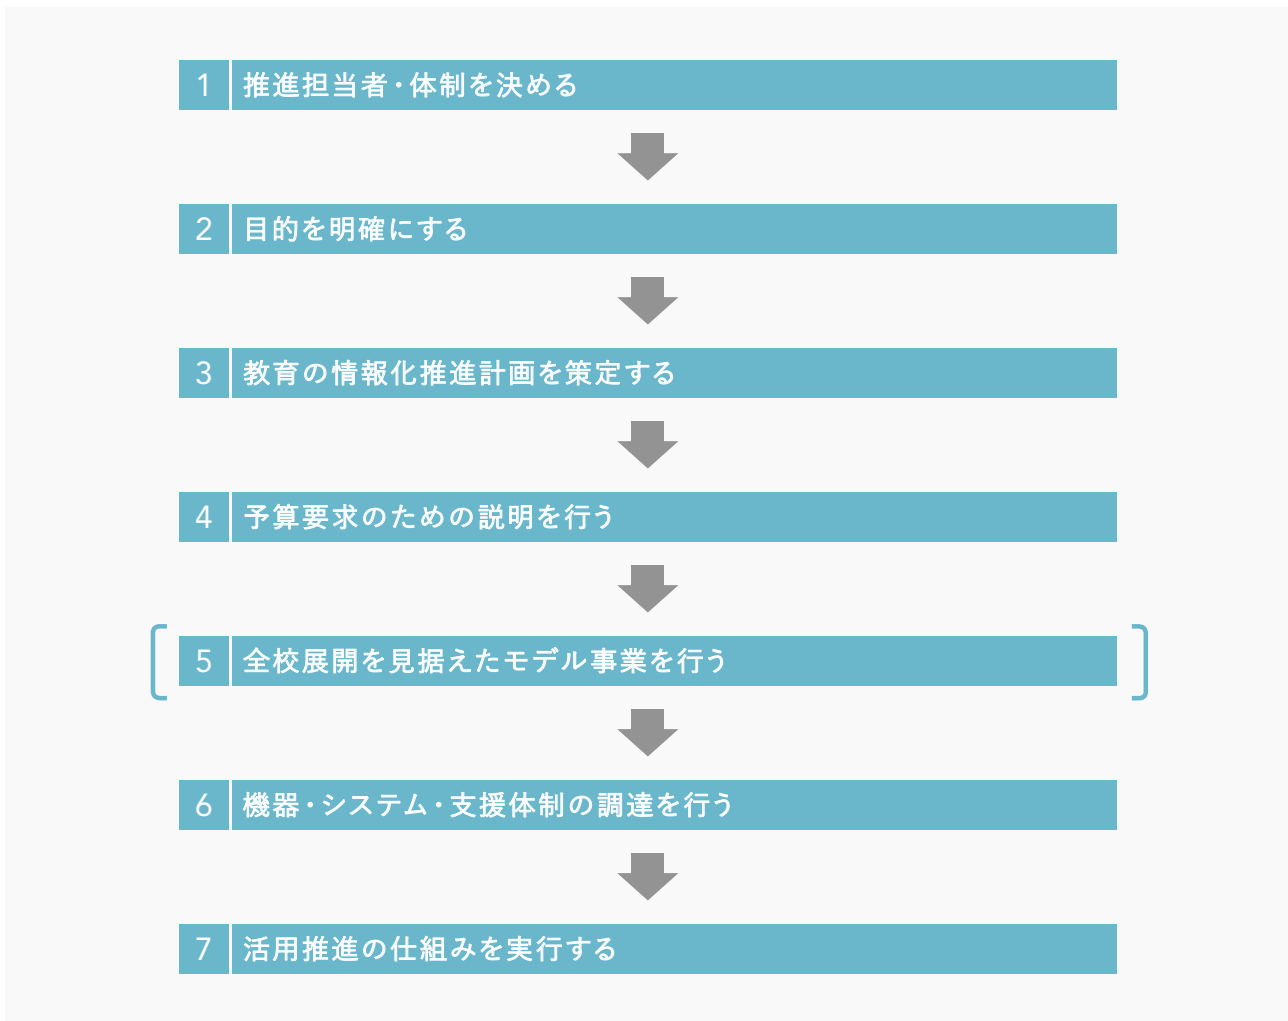 1 推進担当者・体制を決める
2 目的を明確にする
3 教育の情報化推進計画を策定する
4 予算要求のための説明を行う
5 全校展開を見据えたモデル事業を行う
6 機器・システム・支援体制の調達を行う
7 活用推進の仕組みを実行する